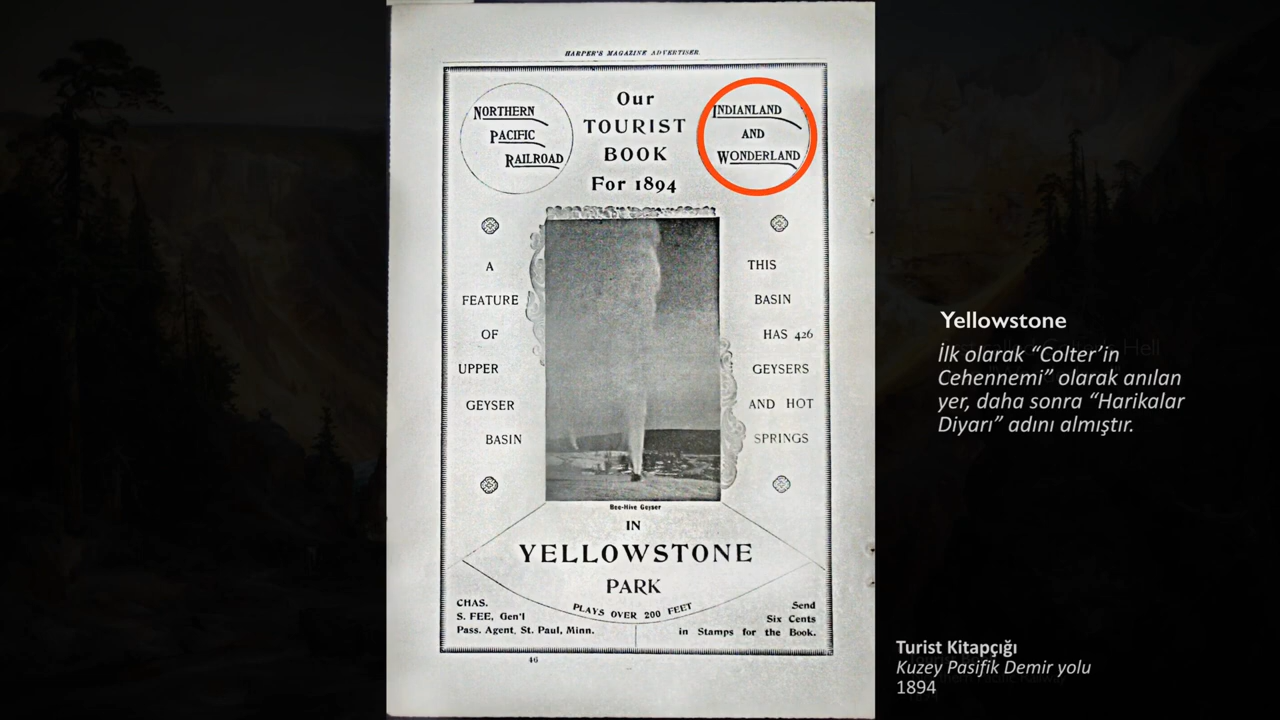 HARPER'S MAGAZINE ADVERTISER.
NORTHERN
PACIFIC
RAILROAD
Our
TOURIST
BOOK
For 1894
INDIANLAND
AND
WONDERLAND
A
FEATURE
OF
UPPER
GEYSER
BASIN
THIS
BASIN
HAS 426
GEYSERS
AND HOT
SPRINGS
Bee-Hive Geyser
IN
YELLOWSTONE
PARK
PLAYS OVER 200 FEET
CHAS.
S. FEE, Gen'l
Pass. Agent, St. Paul, Minn.
Send
Six Cents
in Stamps for the Book.
46
Yellowstone
İlk olarak “Colter’in
Cehennemi” olarak anılan
yer, daha sonra “Harikalar
Diyarı” adını almıştır.
Turist Kitapçığı
Kuzey Pasifik Demir yolu
1894